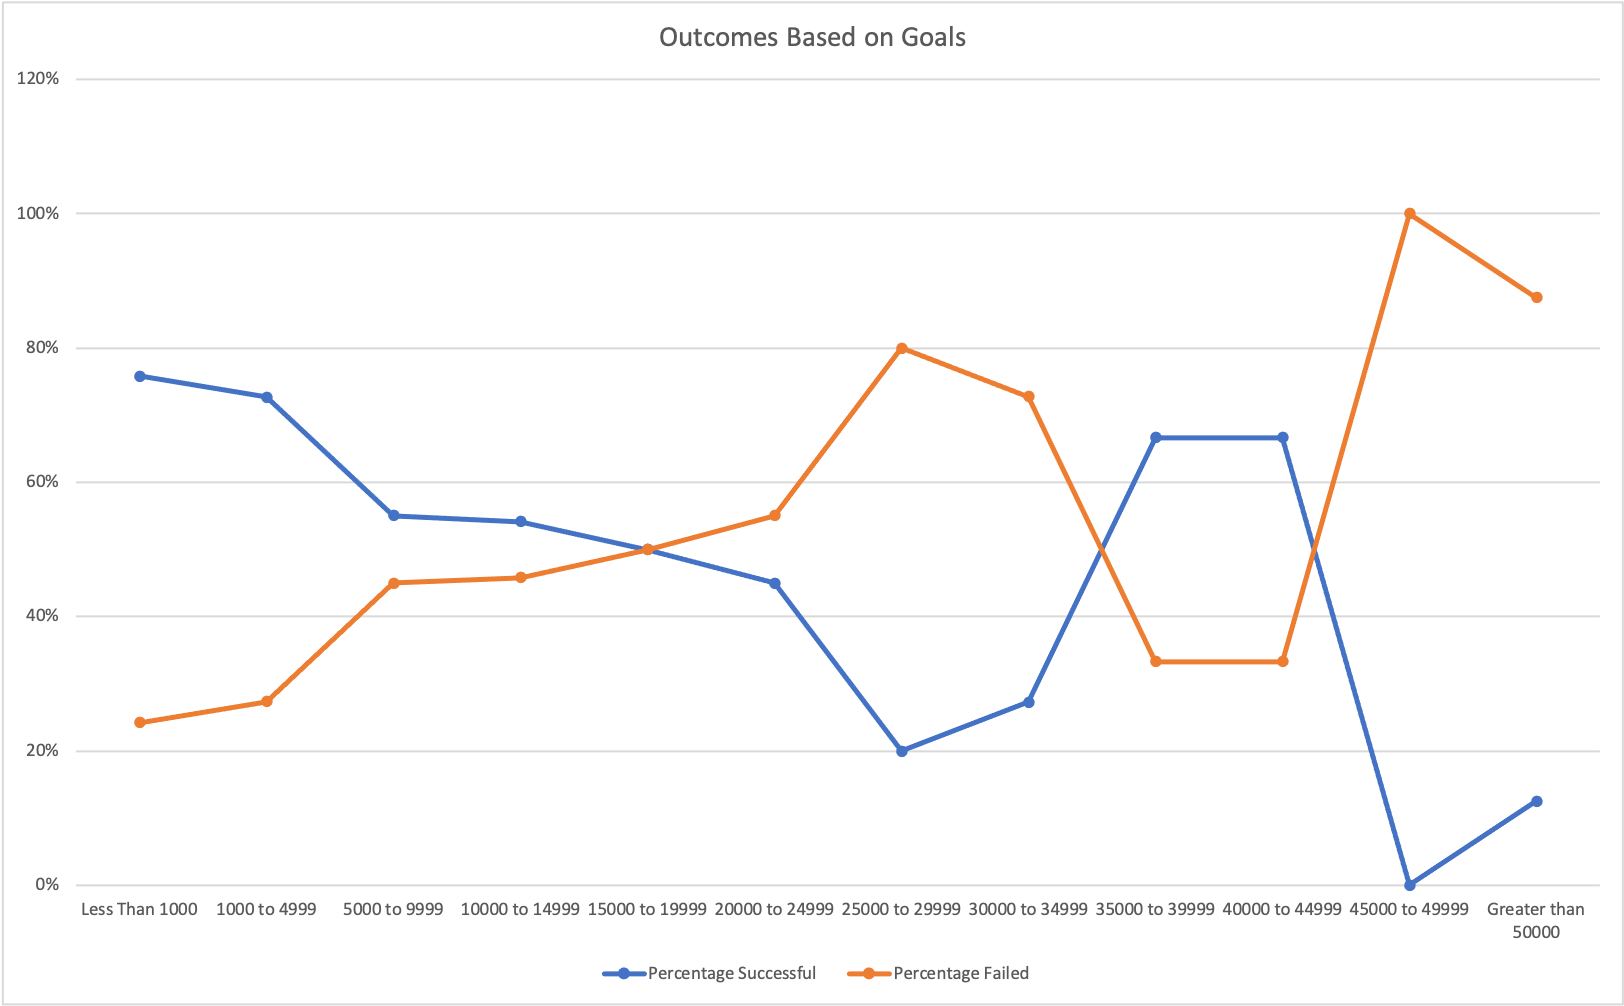 Outcomes Based on Goals
120%
100%
80%
60%
40%
20%
0%
Less Than 1000
1000 to 4999
5000 to 9999
10000 to 14999
15000 to 19999
20000 to 24999
25000 to 29999
30000 to 34999
35000 to 39999
40000 to 44999
45000 to 49999
Greater than
50000
Percentage Successful
Percentage Failed